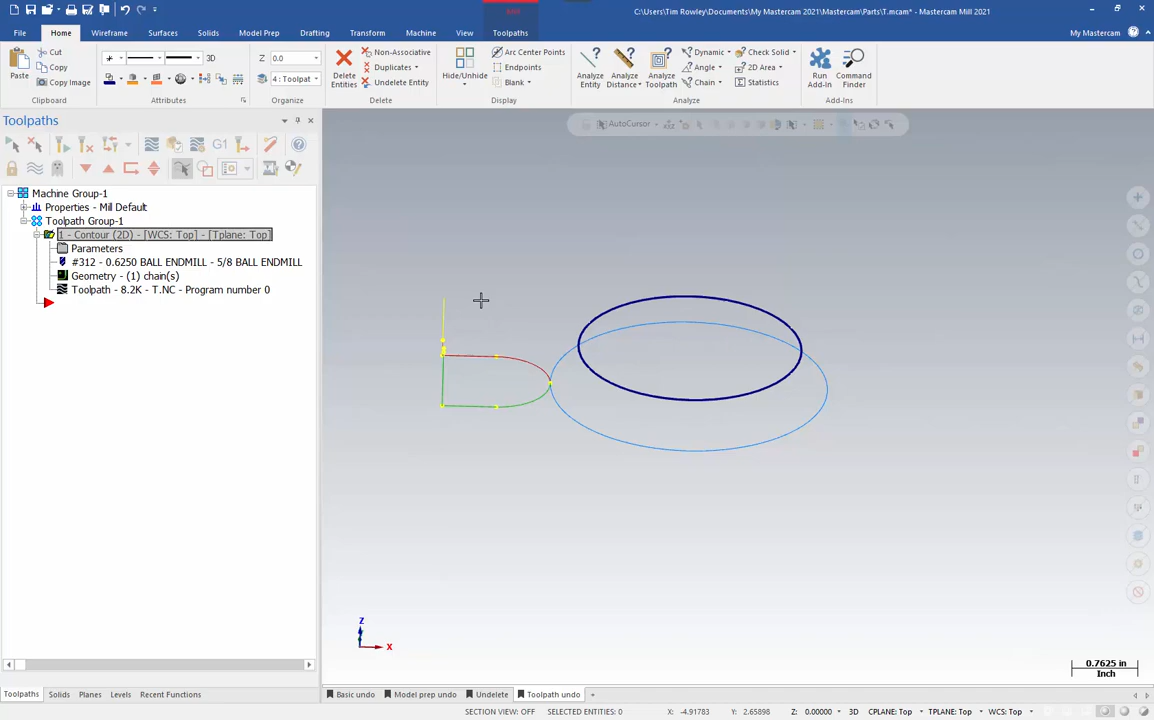 C:\Users\Tim Rowley\Documents\My Mastercam 2021\Mastercam\Parts\T.mcam* - Mastercam Mill 2021
File Home Wireframe Surfaces Solids Model Prep Drafting Transform Machine View Toolpaths My Mastercam
Paste
Cut
Copy
Copy Image
Clipboard
3D
Attributes
Z 0.0
4 : Toolpat
Organize
Delete Entities
Non-Associative
Duplicates
Undelete Entity
Delete
Hide/Unhide
Arc Center Points
Endpoints
Blank
Display
Analyze Entity
Analyze Distance
Analyze Toolpath
Dynamic
Angle
Chain
Check Solid
2D Area
Statistics
Analyze
Run Add-In
Command Finder
Add-Ins
Toolpaths
AutoCursor
G1
Machine Group-1
Properties - Mill Default
Toolpath Group-1
1 - Contour (2D) - [WCS: Top] - [Tplane: Top]
Parameters
#312 - 0.6250 BALL ENDMILL - 5/8 BALL ENDMILL
Geometry - (1) chain(s)
Toolpath - 8.2K - T.NC - Program number 0
Z
X
0.7625 in
Inch
Toolpaths Solids Planes Levels Recent Functions
Basic undo Model prep undo Undelete Toolpath undo +
SECTION VIEW: OFF SELECTED ENTITIES: 0 X: -4.91783 Y: 2.65898 Z: 0.00000 3D CPLANE: Top TPLANE: Top WCS: Top